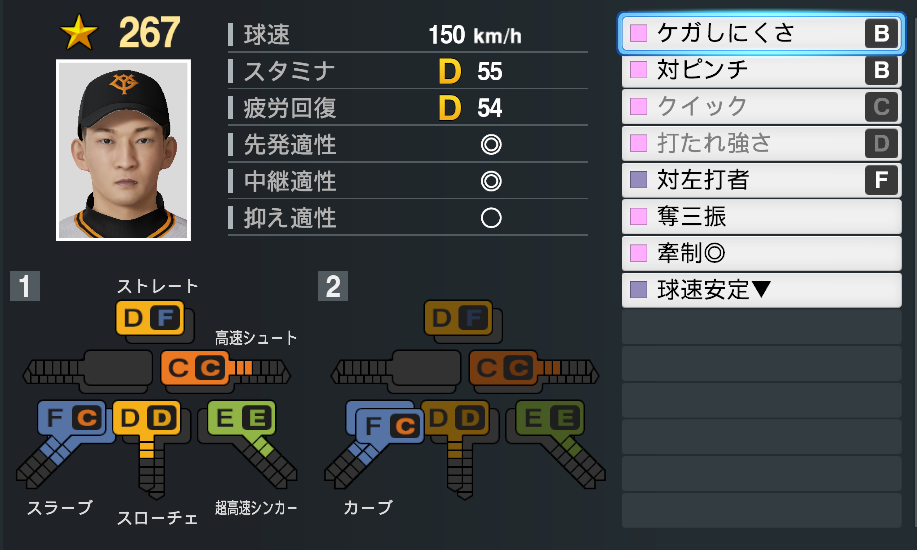 267
球速 150 km/h
スタミナ D 55
疲労回復 D 54
先発適性 ◎
中継適性 ◎
抑え適性 ○
ケガしにくさ B
対ピンチ B
クイック C
打たれ強さ D
対左打者 F
奪三振
牽制◎
球速安定▼
1
ストレート
D F
高速シュート
C C
F C D D E E
スラーブ
スローチェ
超高速シンカー
2
D F
C C
F C D D E E
カーブ